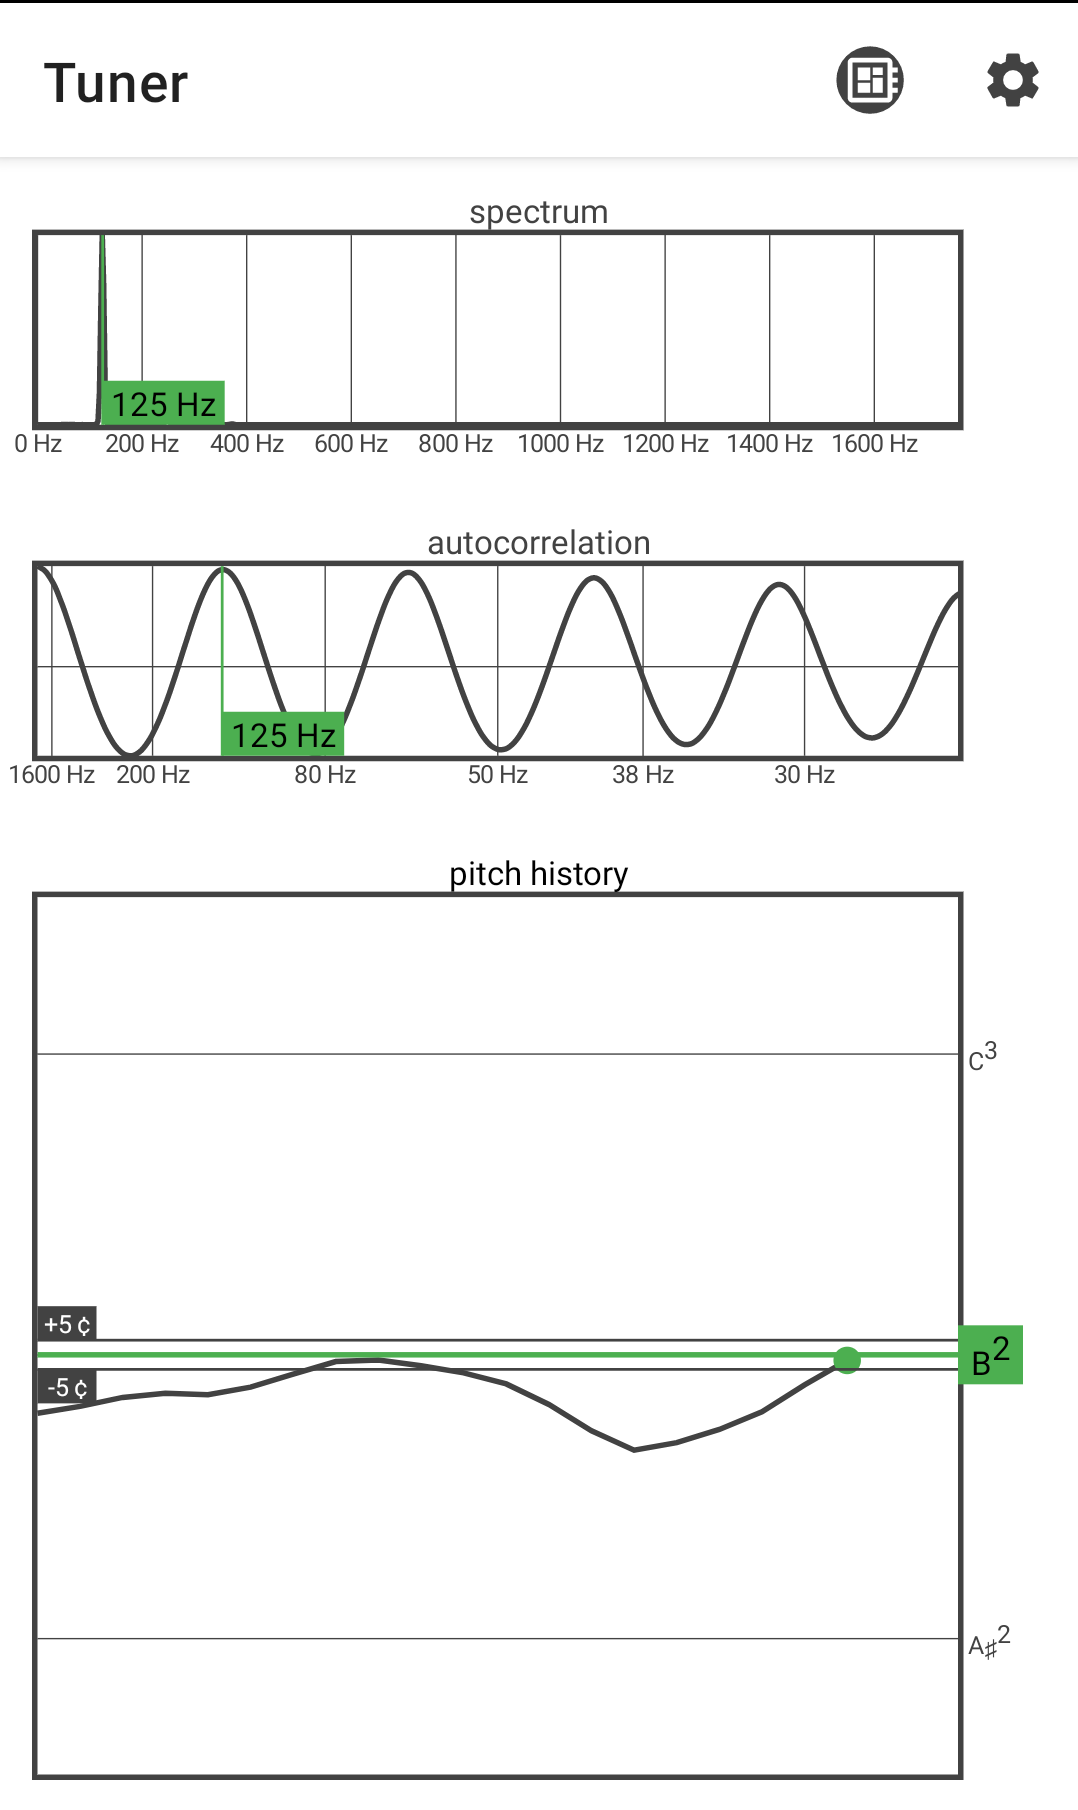 Tuner
spectrum
125 Hz
0 Hz 200 Hz 400 Hz 600 Hz 800 Hz 1000 Hz 1200 Hz 1400 Hz 1600 Hz
autocorrelation
125 Hz
1600 Hz 200 Hz 80 Hz 50 Hz 38 Hz 30 Hz
pitch history
C³
+5 ¢
B²
-5 ¢
A♯²